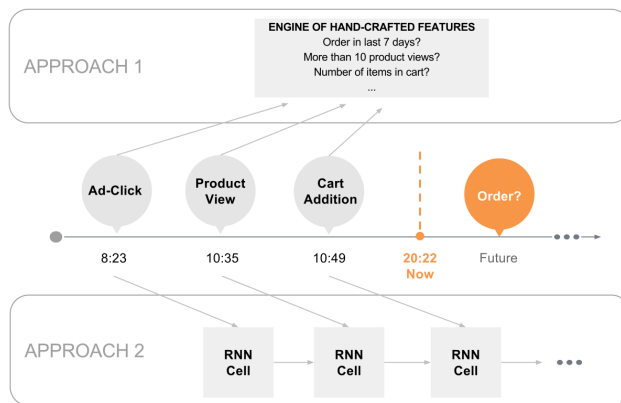 ENGINE OF HAND-CRAFTED FEATURES
Order in last 7 days?
More than 10 product views?
Number of items in cart?
...
APPROACH 1
Ad-Click
Product
View
Cart
Addition
Order?
8:23
10:35
10:49
20:22
Now
Future
APPROACH 2
RNN
Cell
RNN
Cell
RNN
Cell